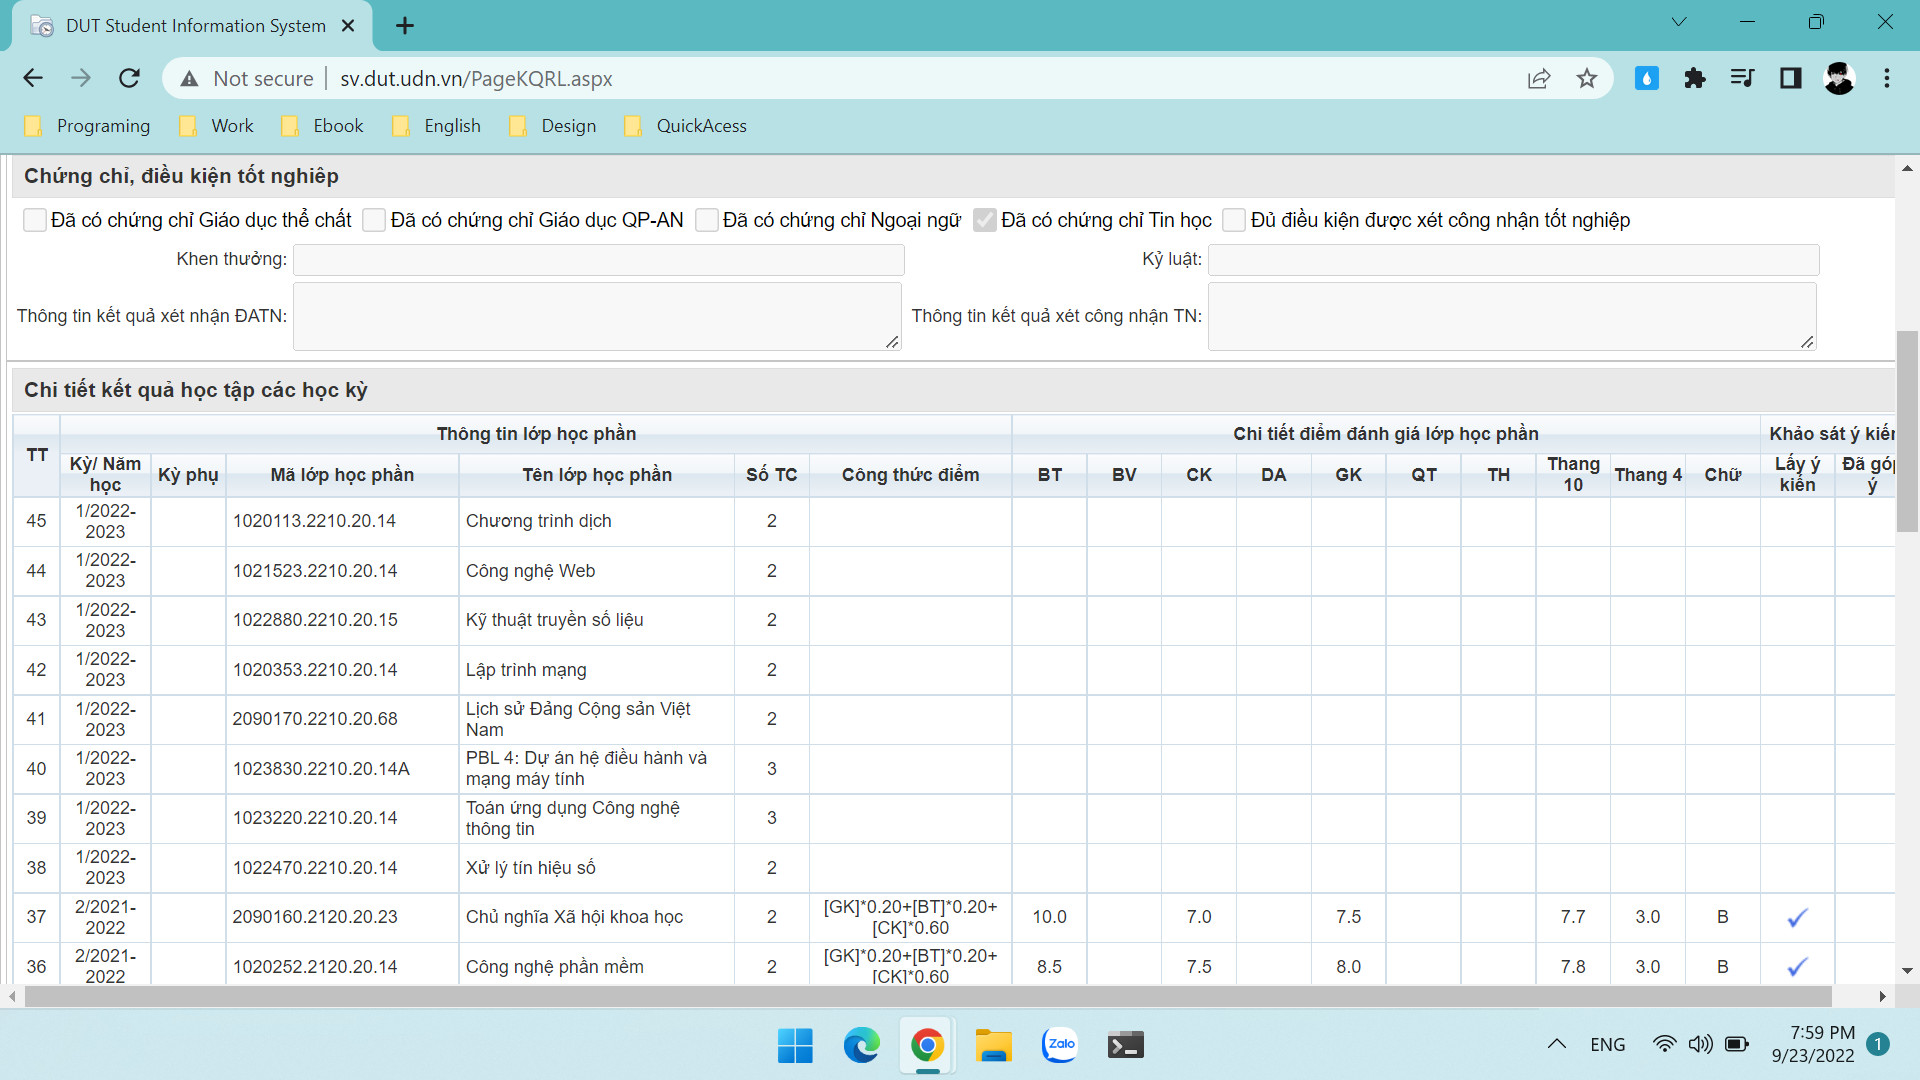 DUT Student Information System
Not secure
sv.dut.udn.vn/PageKQRL.aspx
Programing
Work
Ebook
English
Design
QuickAcess
Chứng chỉ, điều kiện tốt nghiêp
Đã có chứng chỉ Giáo dục thể chất
Đã có chứng chỉ Giáo dục QP-AN
Đã có chứng chỉ Ngoại ngữ
Đã có chứng chỉ Tin học
Đủ điều kiện được xét công nhận tốt nghiệp
Khen thưởng:
Kỷ luật:
Thông tin kết quả xét nhận ĐATN:
Thông tin kết quả xét công nhận TN:
Chi tiết kết quả học tập các học kỳ
TT
Thông tin lớp học phần
Chi tiết điểm đánh giá lớp học phần
Khảo sát ý kiến
Kỳ/ Năm
học
Kỳ phụ
Mã lớp học phần
Tên lớp học phần
Số TC
Công thức điểm
BT
BV
CK
DA
GK
QT
TH
Thang
10
Thang 4
Chữ
Lấy ý
kiến
Đã góp
ý
45
1/2022-
2023
1020113.2210.20.14
Chương trình dịch
2
44
1/2022-
2023
1021523.2210.20.14
Công nghệ Web
2
43
1/2022-
2023
1022880.2210.20.15
Kỹ thuật truyền số liệu
2
42
1/2022-
2023
1020353.2210.20.14
Lập trình mạng
2
41
1/2022-
2023
2090170.2210.20.68
Lịch sử Đảng Cộng sản Việt
Nam
2
40
1/2022-
2023
1023830.2210.20.14A
PBL 4: Dự án hệ điều hành và
mạng máy tính
3
39
1/2022-
2023
1023220.2210.20.14
Toán ứng dụng Công nghệ
thông tin
3
38
1/2022-
2023
1022470.2210.20.14
Xử lý tín hiệu số
2
37
2/2021-
2022
2090160.2120.20.23
Chủ nghĩa Xã hội khoa học
2
[GK]*0.20+[BT]*0.20+
[CK]*0.60
10.0
7.0
7.5
7.7
3.0
B
36
2/2021-
2022
1020252.2120.20.14
Công nghệ phần mềm
2
[GK]*0.20+[BT]*0.20+
[CK]*0.60
8.5
7.5
8.0
7.8
3.0
B
Zalo
ENG
7:59 PM
9/23/2022
1